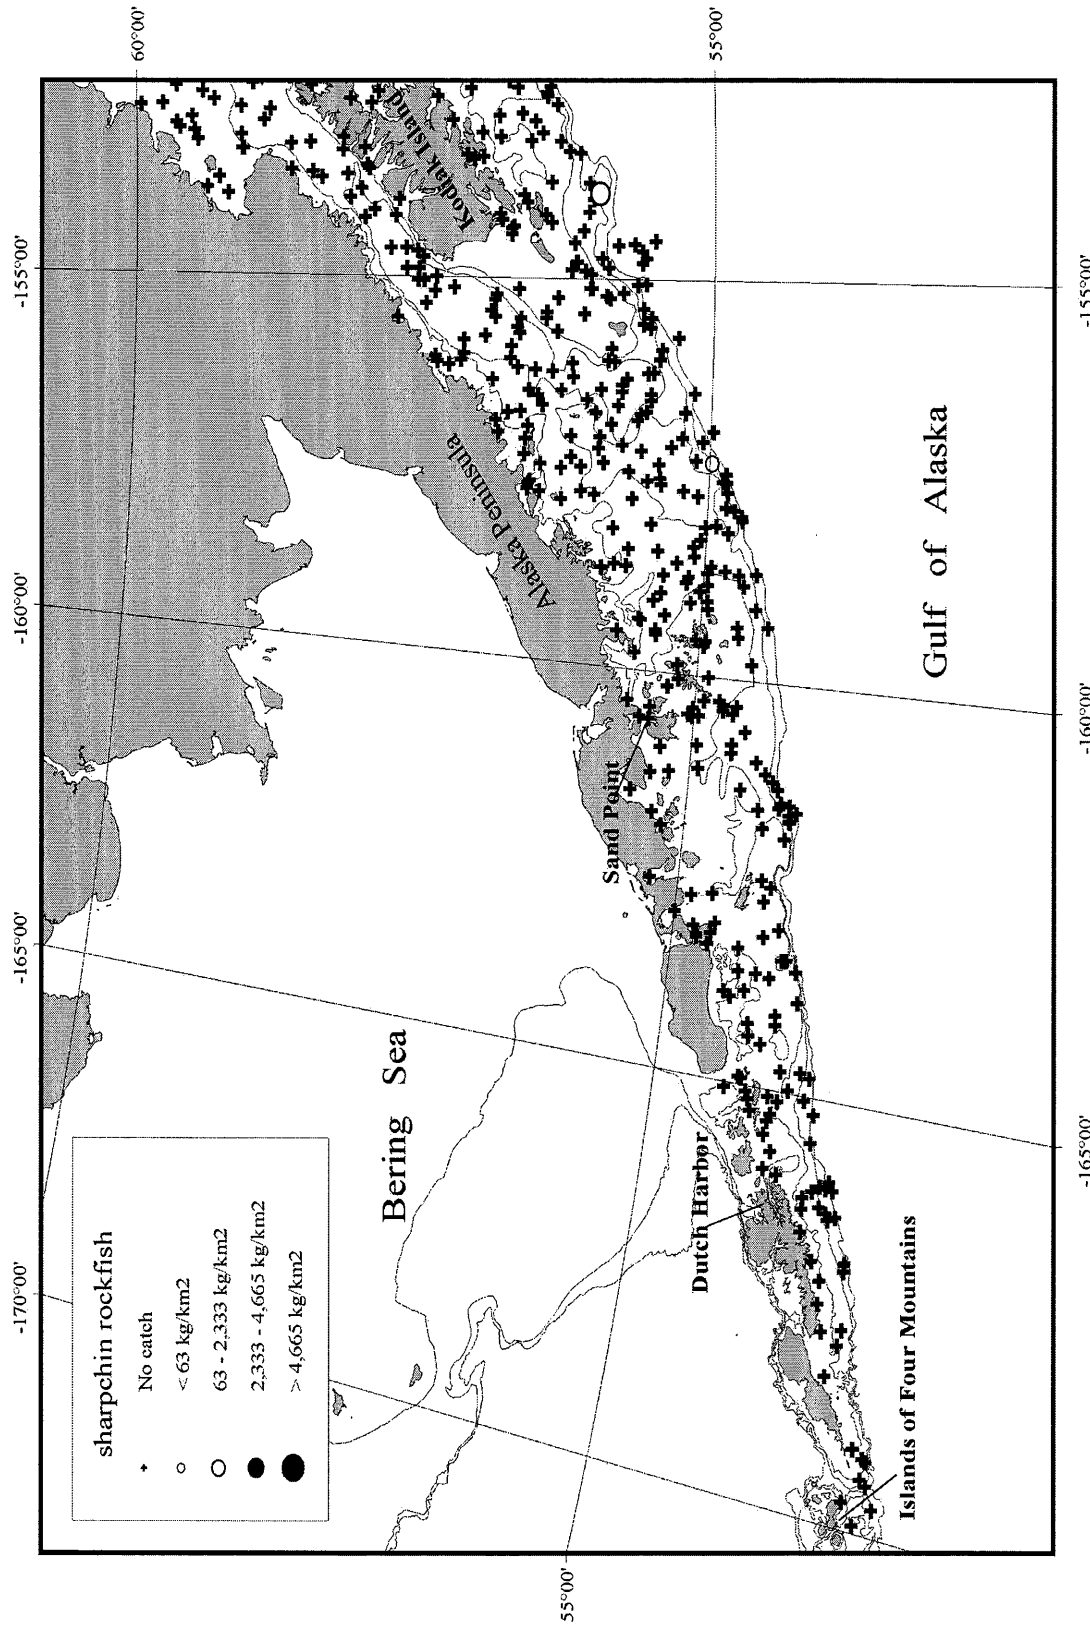 -170°00'
-165°00'
-160°00'
-155°00'
60°00'
55°00'
sharpchin rockfish
No catch
< 63 kg/km2
63 - 2,333 kg/km2
2,333 - 4,665 kg/km2
> 4,665 kg/km2
Bering Sea
Alaska Peninsula
Kodiak Island
Sand Point
Dutch Harbor
Islands of Four Mountains
Gulf of Alaska
55°00'
-165°00'
-160°00'
-155°00'